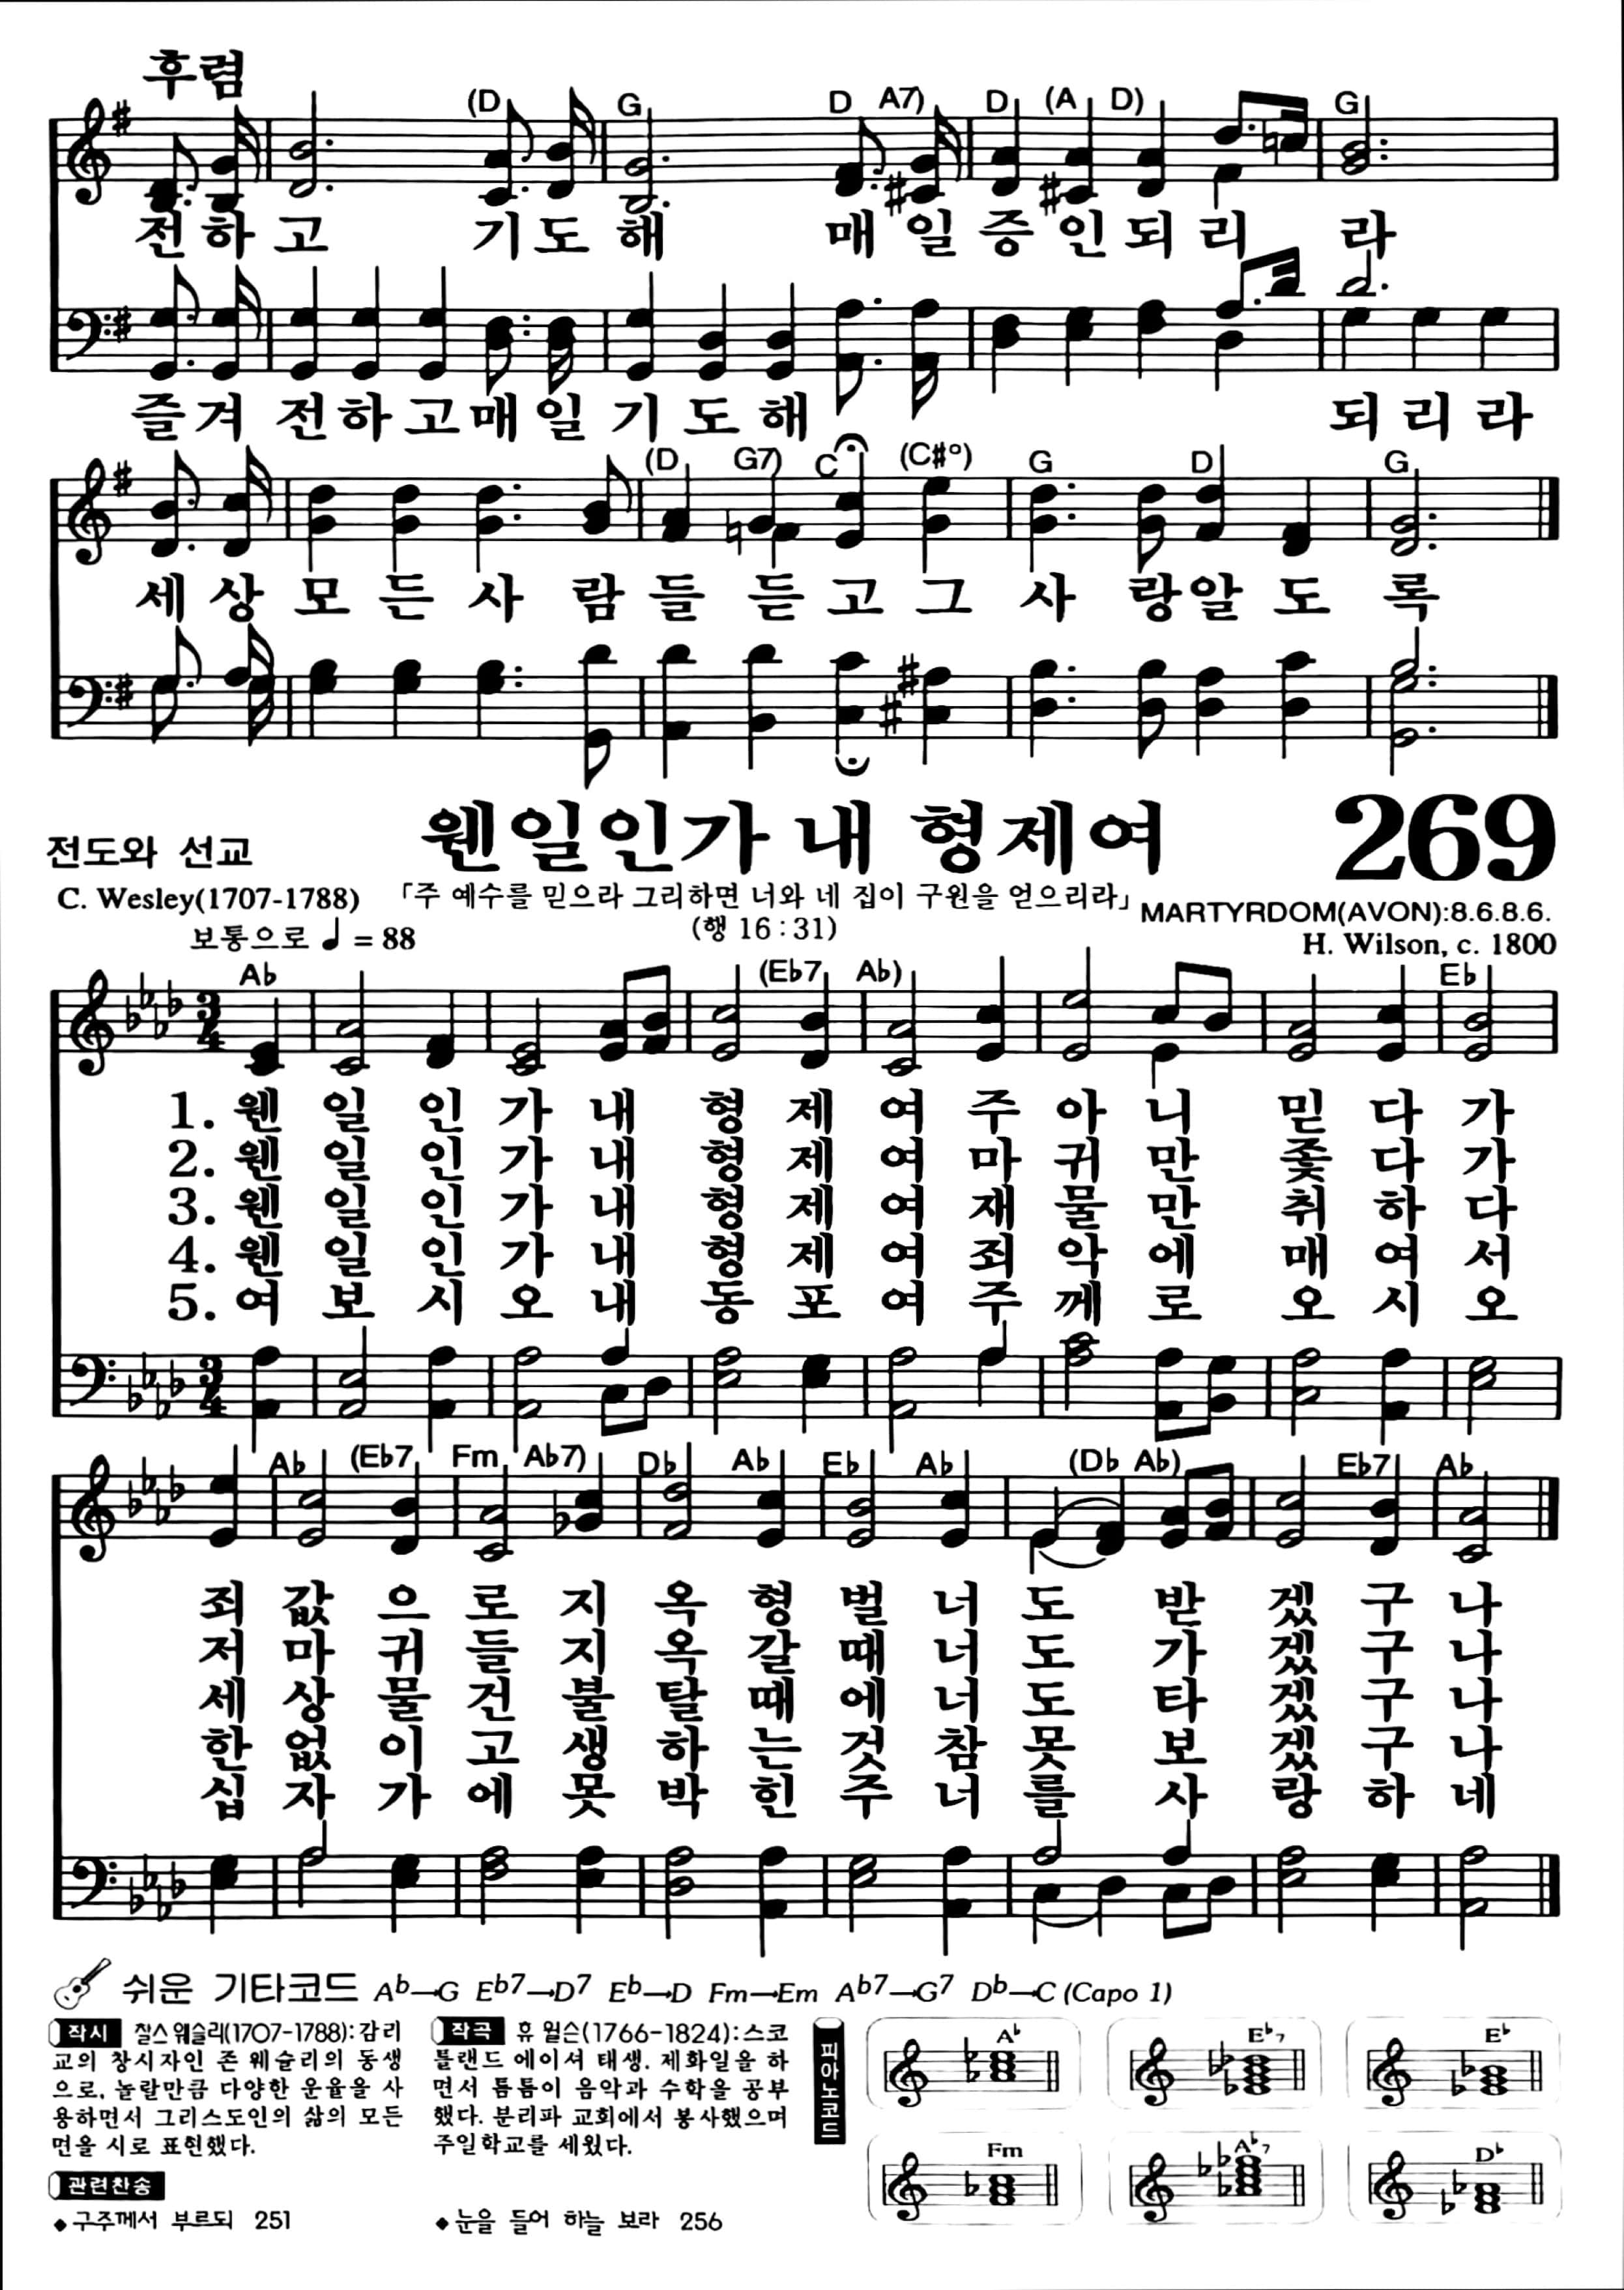 후렴
(D G D A7) D (A D) G
전하고 기도해 매일증인되리 라
즐겨 전하고매일기도해 되리라
(D G7) C (C#°) G D G
세상모든사람들듣고그 사랑알도록
전도와 선교 웬일인가 내 형제여 269
C. Wesley(1707-1788) 「주 예수를 믿으라 그리하면 너와 네 집이 구원을 얻으리라」 MARTYRDOM(AVON):8.6.8.6.
보통으로 ♩ = 88 (행 16:31) H. Wilson, c. 1800
A♭ (E♭7 A♭) E♭
3/4
1. 웬일인가내 형제여주아니 믿다가
2. 웬일인가내 형제여마귀만 좇다가
3. 웬일인가내 형제여재물만 취하다
4. 웬일인가내 형제여죄악에 매여서
5. 여보시오내 동포여주께로 오시오
3/4
A♭ (E♭7 Fm A♭7) D♭ A♭ E♭ A♭ (D♭ A♭) E♭7 A♭
죄값으로지옥형벌너도 받겠구나
저마귀들지옥갈때너도 가겠구나
세상물건불탈때에너도 타겠구나
한없이고생하는것참못 보겠구나
십자가에못박힌주너를 사랑하네
쉬운 기타코드 A♭→G E♭7→D7 E♭→D Fm→Em A♭7→G7 D♭→C (Capo 1)
작시 찰스 웨슬리(1707-1788):감리
교의 창시자인 존 웨슬리의 동생
으로, 놀랄만큼 다양한 운율을 사
용하면서 그리스도인의 삶의 모든
면을 시로 표현했다.
작곡 휴 윌슨(1766-1824):스코
틀랜드 에이셔 태생. 제화일을 하
면서 틈틈이 음악과 수학을 공부
했다. 분리파 교회에서 봉사했으며
주일학교를 세웠다.
피아노코드
A♭ E♭7 E♭
Fm A♭7 D♭
관련찬송
◆구주께서 부르되 251 ◆눈을 들어 하늘 보라 256